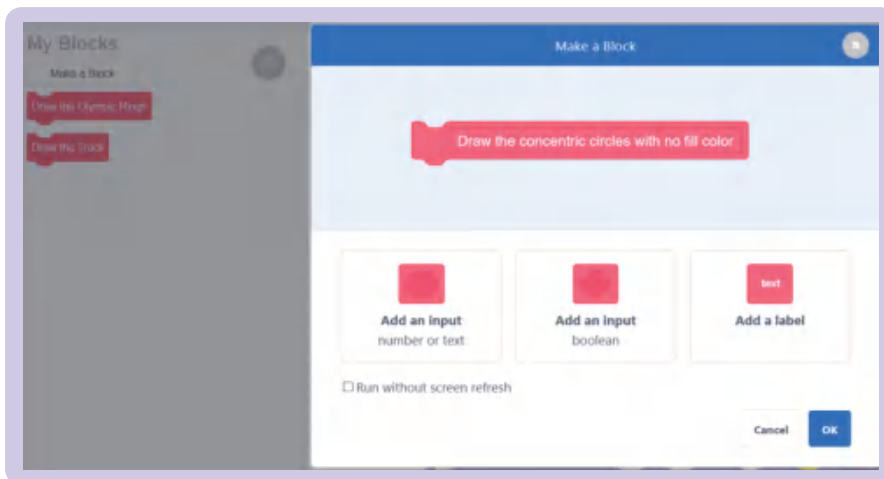 My Blocks
Make a Block
Make a Block
Draw the Olympic Rings
Draw the Track
Draw the concentric circles with no fill color
text
Add an input
number or text
Add an input
boolean
Add a label
Run without screen refresh
Cancel
OK